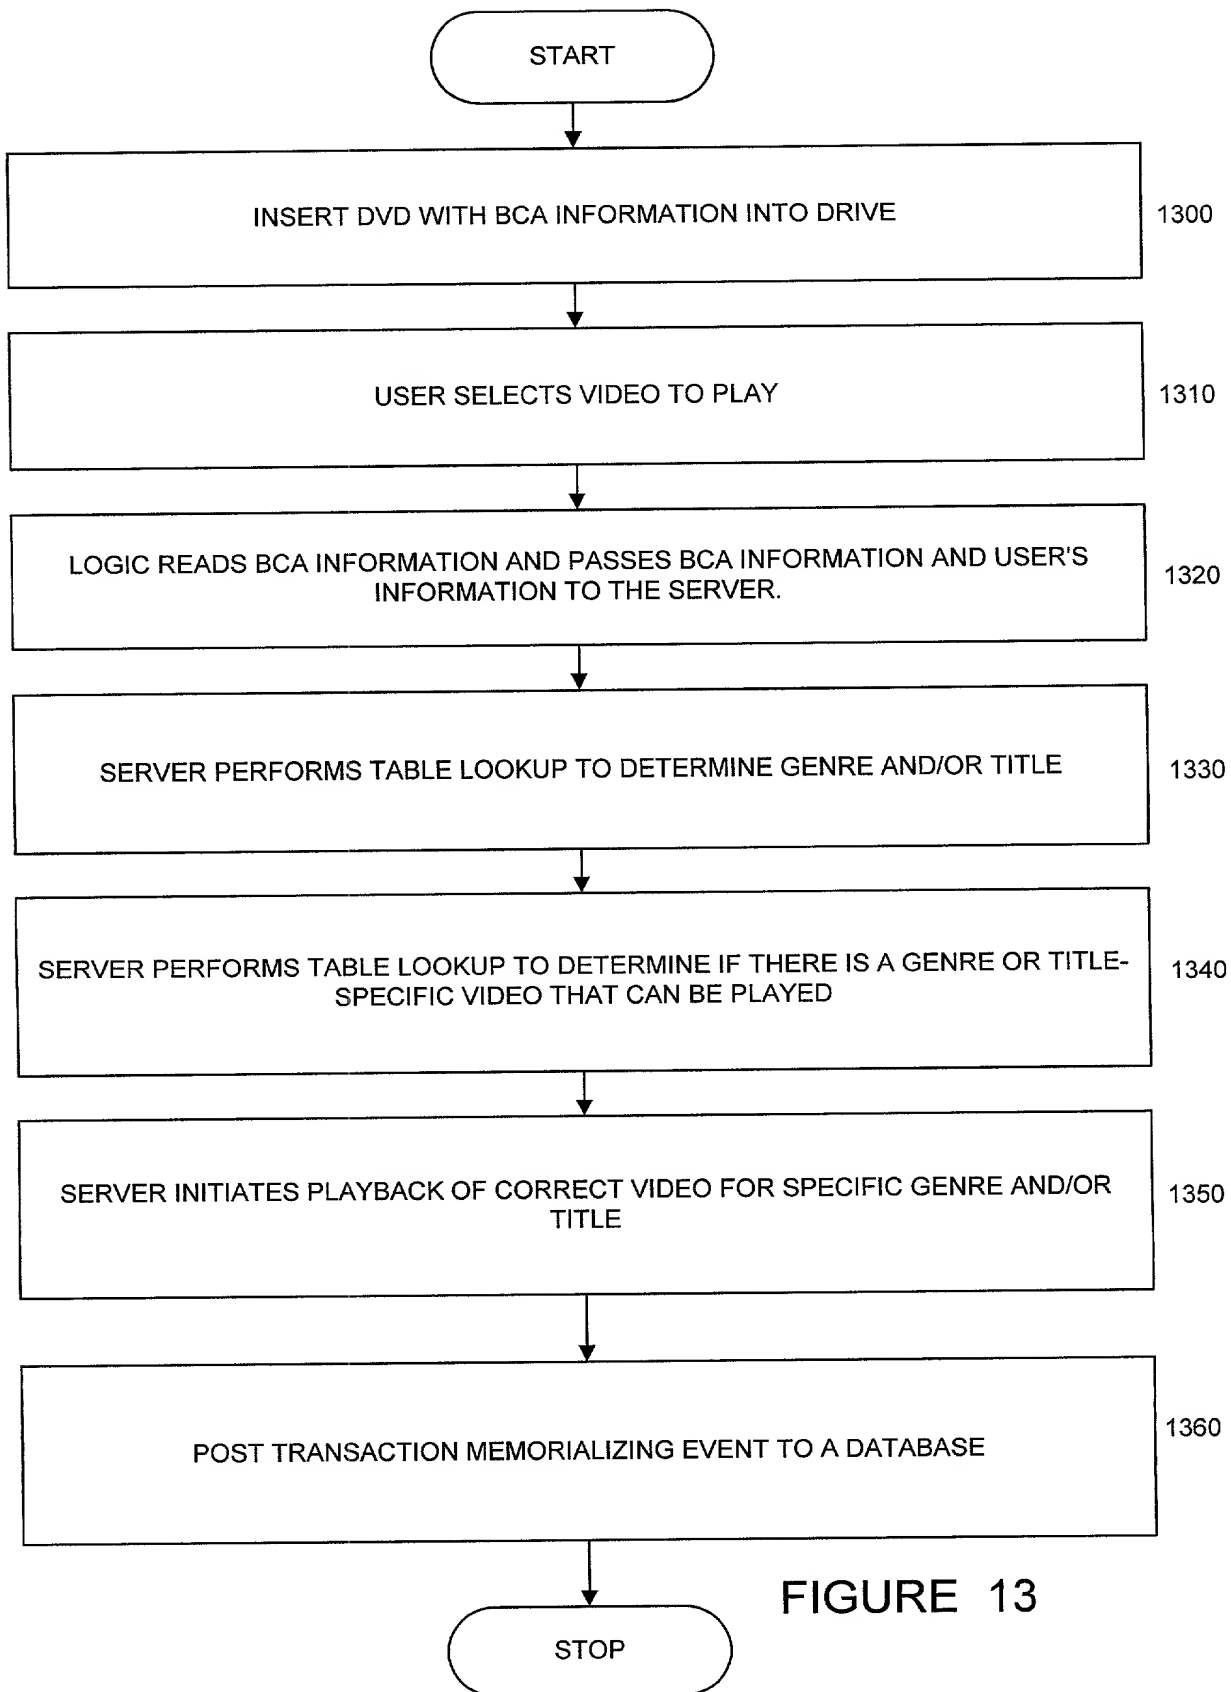 START
INSERT DVD WITH BCA INFORMATION INTO DRIVE
1300
USER SELECTS VIDEO TO PLAY
1310
LOGIC READS BCA INFORMATION AND PASSES BCA INFORMATION AND USER'S
INFORMATION TO THE SERVER.
1320
SERVER PERFORMS TABLE LOOKUP TO DETERMINE GENRE AND/OR TITLE
1330
SERVER PERFORMS TABLE LOOKUP TO DETERMINE IF THERE IS A GENRE OR TITLE-
SPECIFIC VIDEO THAT CAN BE PLAYED
1340
SERVER INITIATES PLAYBACK OF CORRECT VIDEO FOR SPECIFIC GENRE AND/OR
TITLE
1350
POST TRANSACTION MEMORIALIZING EVENT TO A DATABASE
1360
FIGURE 13
STOP